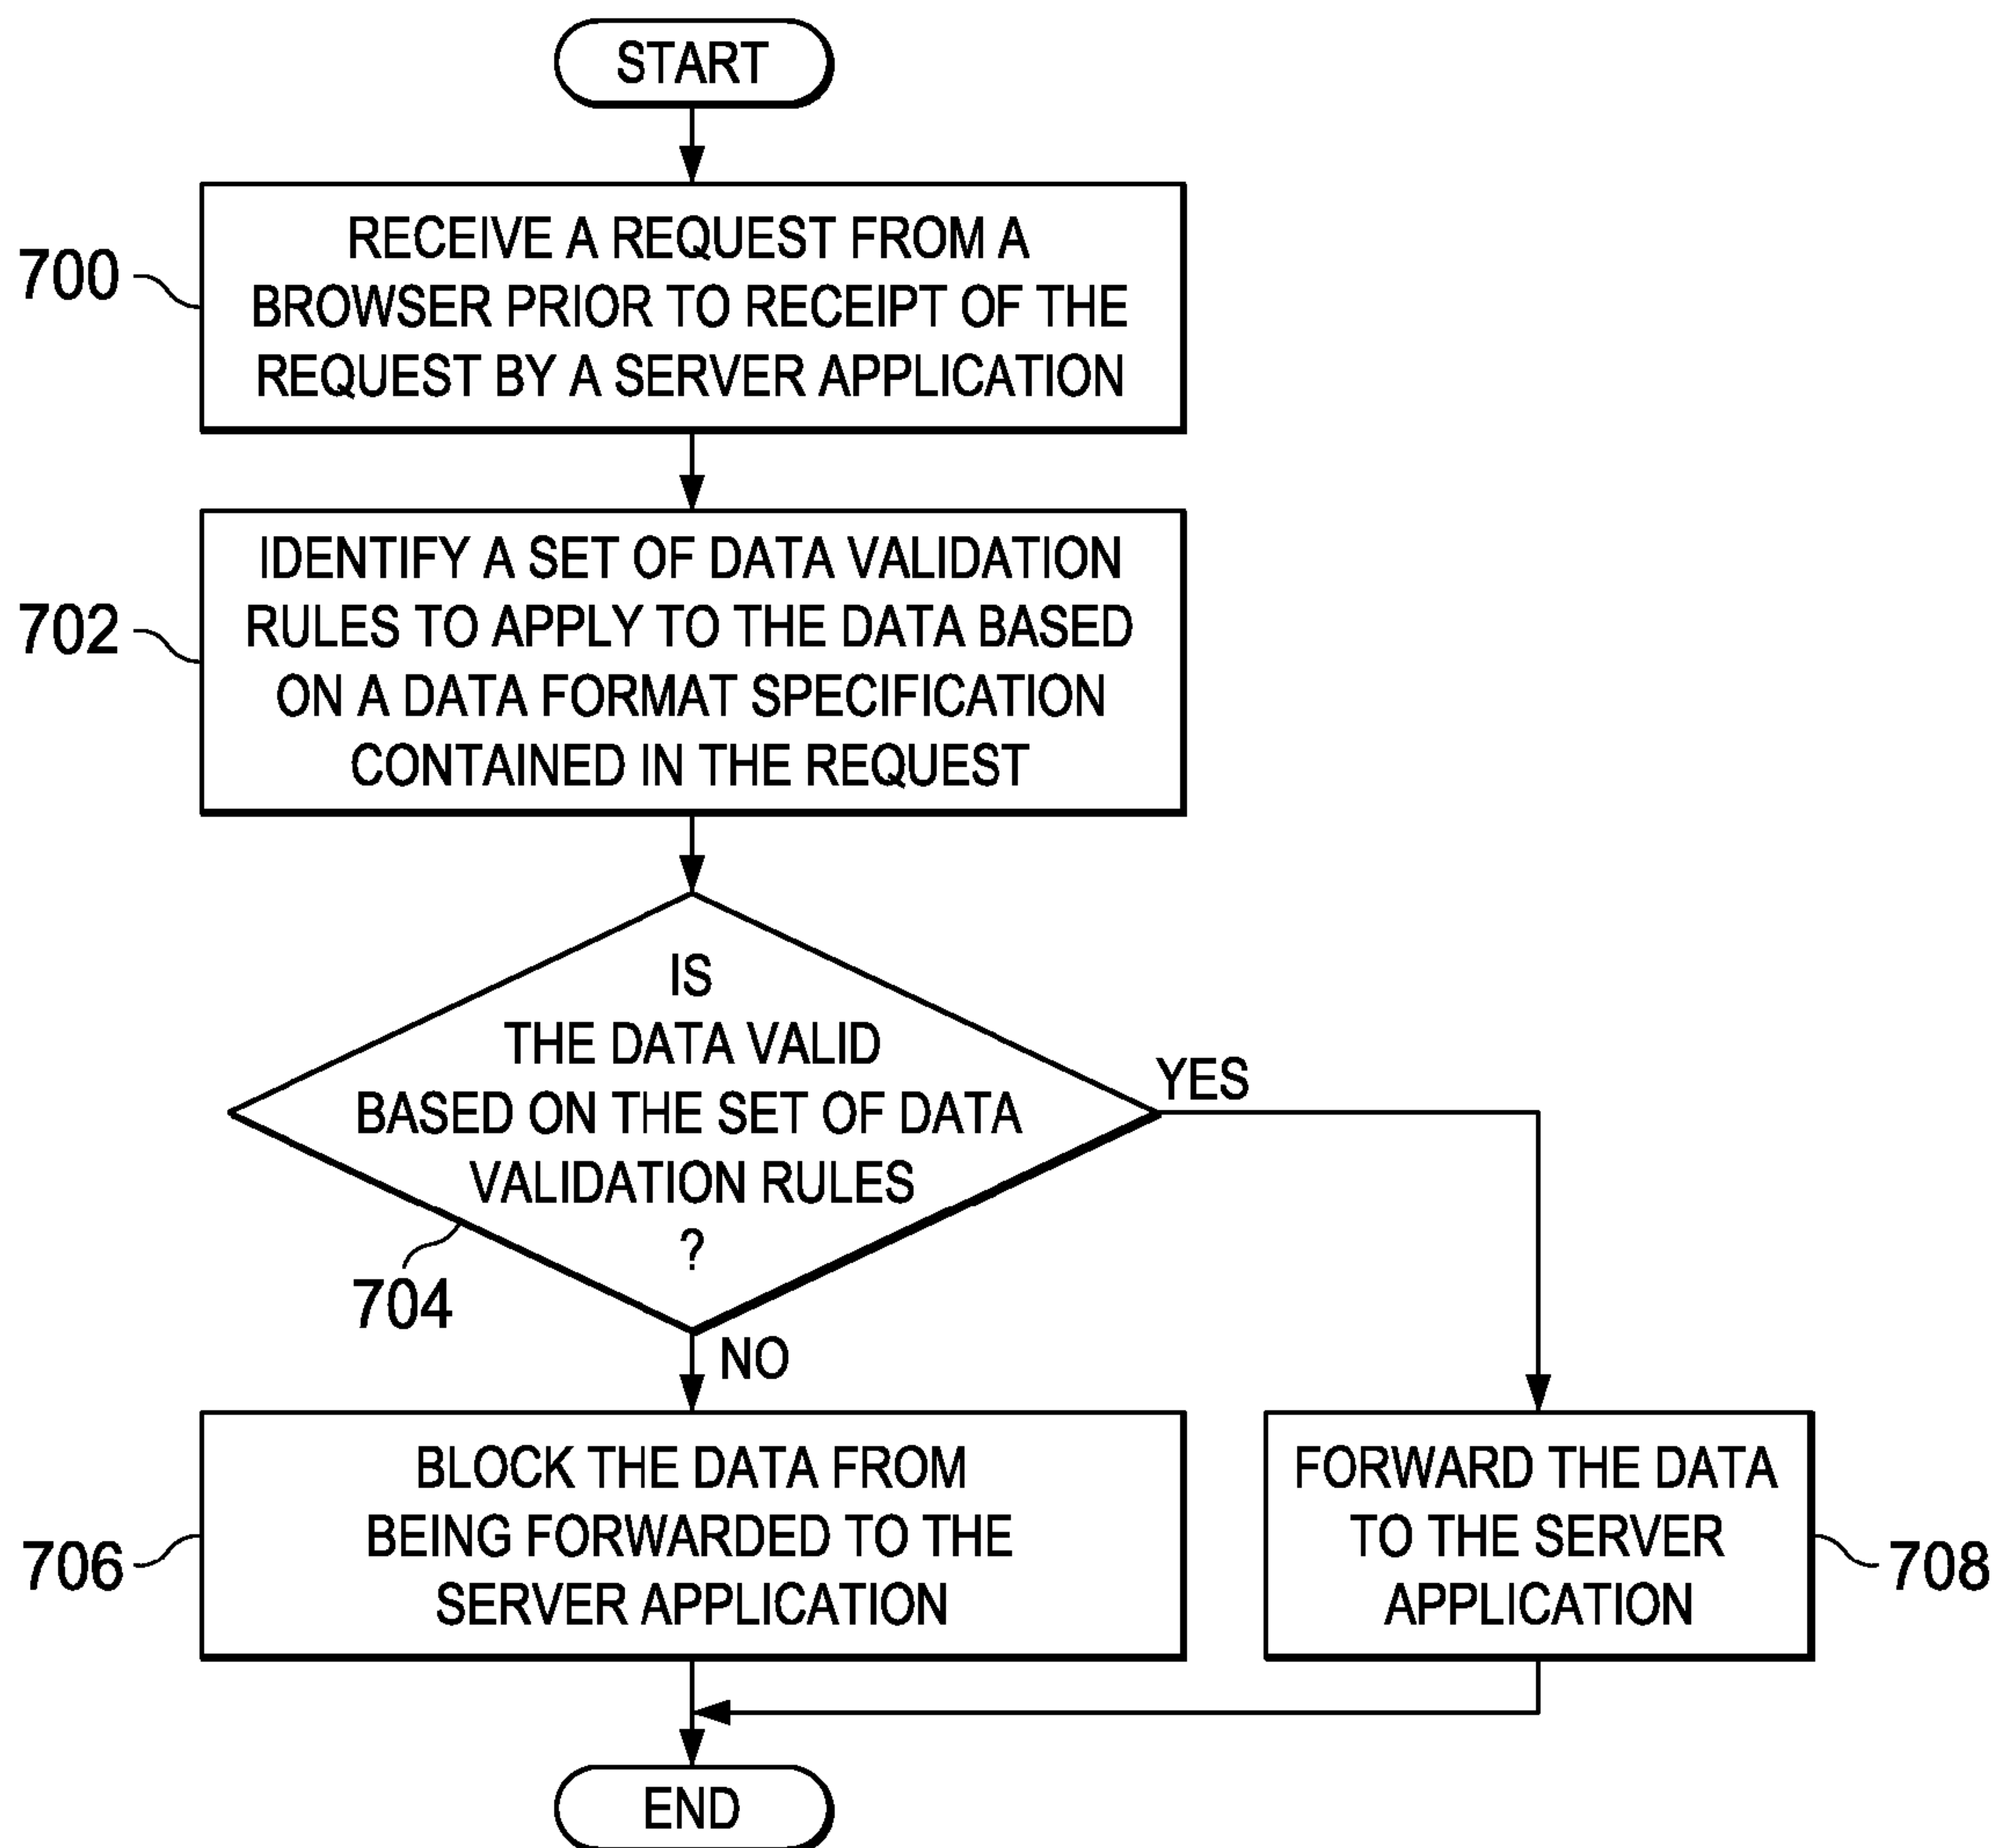 START
700
RECEIVE A REQUEST FROM A
BROWSER PRIOR TO RECEIPT OF THE
REQUEST BY A SERVER APPLICATION
702
IDENTIFY A SET OF DATA VALIDATION
RULES TO APPLY TO THE DATA BASED
ON A DATA FORMAT SPECIFICATION
CONTAINED IN THE REQUEST
IS
THE DATA VALID
BASED ON THE SET OF DATA
VALIDATION RULES
?
704
YES
NO
706
BLOCK THE DATA FROM
BEING FORWARDED TO THE
SERVER APPLICATION
FORWARD THE DATA
TO THE SERVER
APPLICATION
708
END